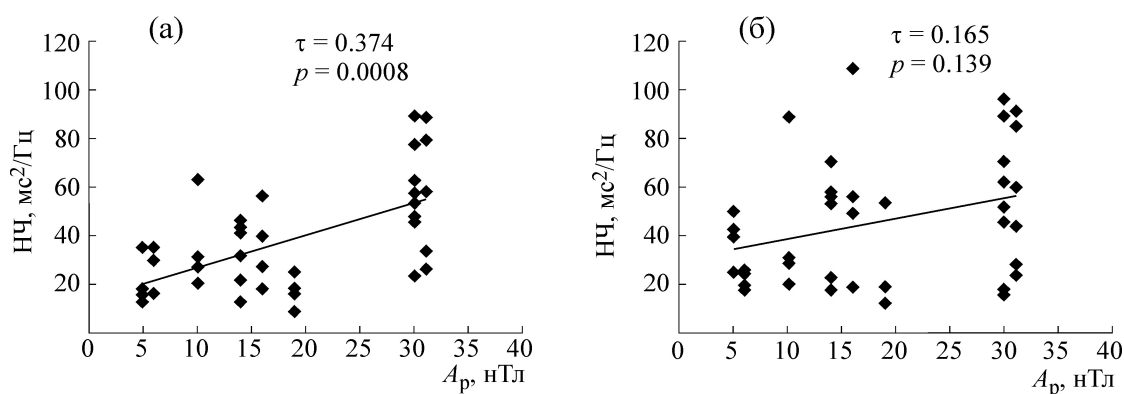 (а)
τ = 0.374
p = 0.0008
НЧ, мс²/Гц
120
100
80
60
40
20
0 5 10 15 20 25 30 35 40
Aр, нТл
(б)
τ = 0.165
p = 0.139
НЧ, мс²/Гц
120
100
80
60
40
20
0 5 10 15 20 25 30 35 40
Aр, нТл